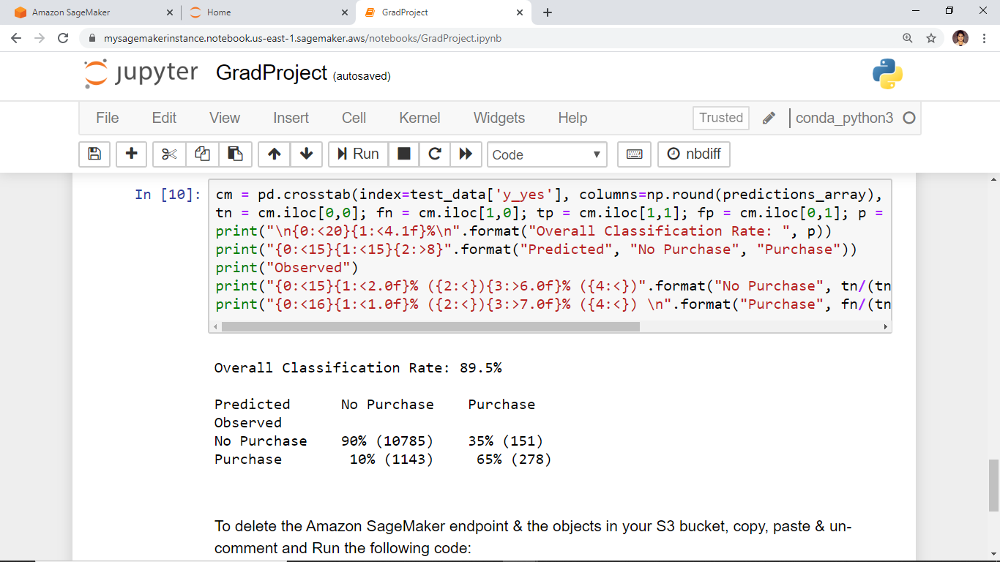 Amazon SageMaker
Home
GradProject
mysagemakerinstance.notebook.us-east-1.sagemaker.aws/notebooks/GradProject.ipynb
jupyter GradProject (autosaved)
File Edit View Insert Cell Kernel Widgets Help Trusted conda_python3
Run Code nbdiff
In [10]: cm = pd.crosstab(index=test_data['y_yes'], columns=np.round(predictions_array),
tn = cm.iloc[0,0]; fn = cm.iloc[1,0]; tp = cm.iloc[1,1]; fp = cm.iloc[0,1]; p =
print("\n{0:<20}{1:<4.1f}%\n".format("Overall Classification Rate: ", p))
print("{0:<15}{1:<15}{2:>8}".format("Predicted", "No Purchase", "Purchase"))
print("Observed")
print("{0:<15}{1:<2.0f}% ({2:<}){3:>6.0f}% ({4:<})".format("No Purchase", tn/(tn
print("{0:<16}{1:<1.0f}% ({2:<}){3:>7.0f}% ({4:<}) \n".format("Purchase", fn/(tn
Overall Classification Rate: 89.5%
Predicted No Purchase Purchase
Observed
No Purchase 90% (10785) 35% (151)
Purchase 10% (1143) 65% (278)
To delete the Amazon SageMaker endpoint & the objects in your S3 bucket, copy, paste & un-
comment and Run the following code: